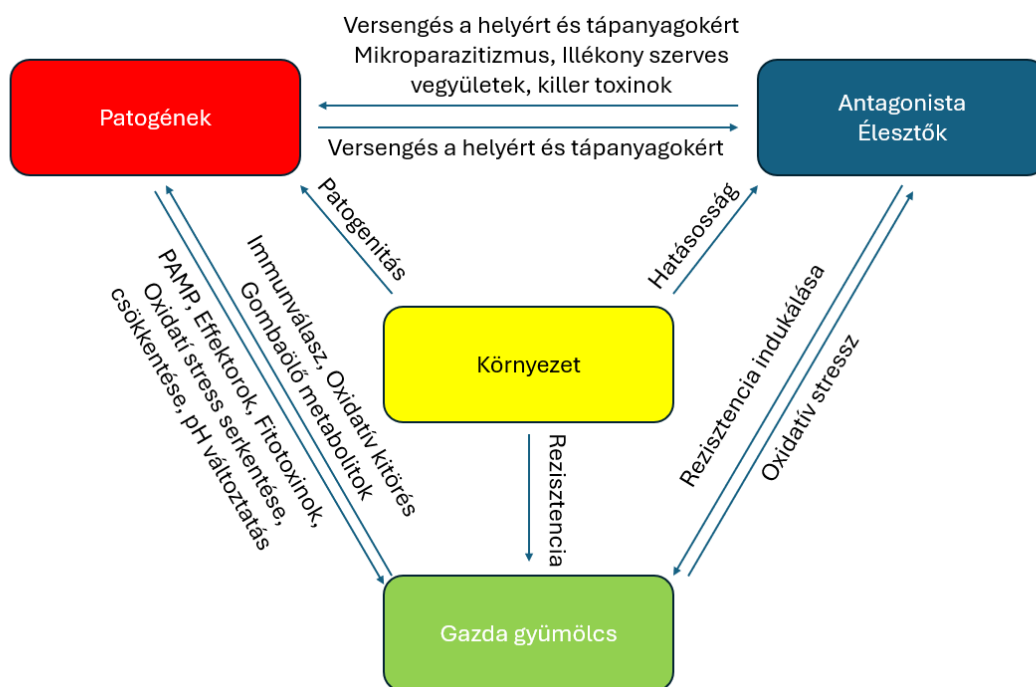 Versengés a helyért és tápanyagokért
Mikroparazitizmus, Illékony szerves
vegyületek, killer toxinok
Patogének
Antagonista
Élesztők
Versengés a helyért és tápanyagokért
Patogenitás
Hatásosság
PAMP, Effektorok, Fitotoxinok,
Oxidatí stress serkentése,
csökkentése, pH változtatás
Immunválasz, Oxidatív kitörés
Gombaölő metabolitok
Környezet
Rezisztencia indukálása
Oxidatív stressz
Rezisztencia
Gazda gyümölcs